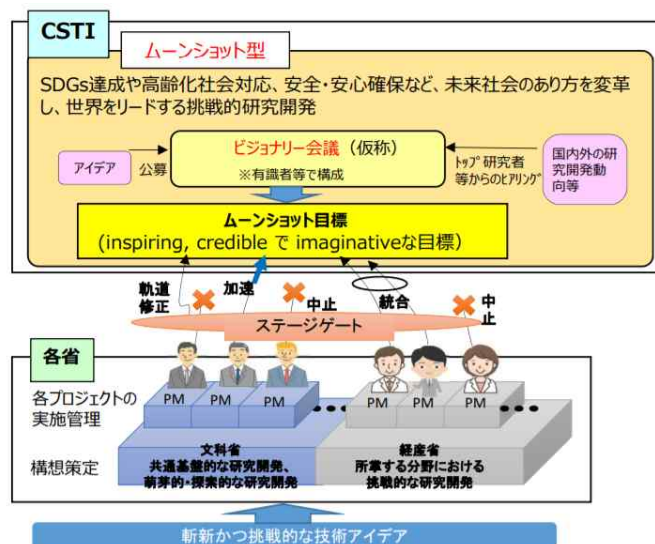 CSTI
ムーンショット型
SDGs達成や高齢化社会対応、安全・安心確保など、未来社会のあり方を変革
し、世界をリードする挑戦的研究開発
ビジョナリー会議（仮称）
※有識者等で構成
アイデア
公募
トップ研究者
等からのヒアリング
国内外の研
究開発動
向等
ムーンショット目標
(inspiring, credible で imaginativeな目標）
軌道
修正
加速
中止
統合
中
止
ステージゲート
各省
各プロジェクトの
実施管理
PM
PM
PM
PM
PM
PM
構想策定
文科省
共通基盤的な研究開発、
萌芽的・探索的な研究開発
経産省
所掌する分野における
挑戦的な研究開発
斬新かつ挑戦的な技術アイデア